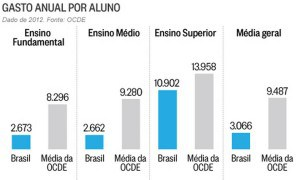 GASTO ANUAL POR ALUNO
Dado de 2012. Fonte: OCDE
Ensino Fundamental
2.673
8.296
Brasil
Média da OCDE
Ensino Médio
2.662
9.280
Brasil
Média da OCDE
Ensino Superior
10.902
13.958
Brasil
Média da OCDE
Média geral
3.066
9.487
Brasil
Média da OCDE